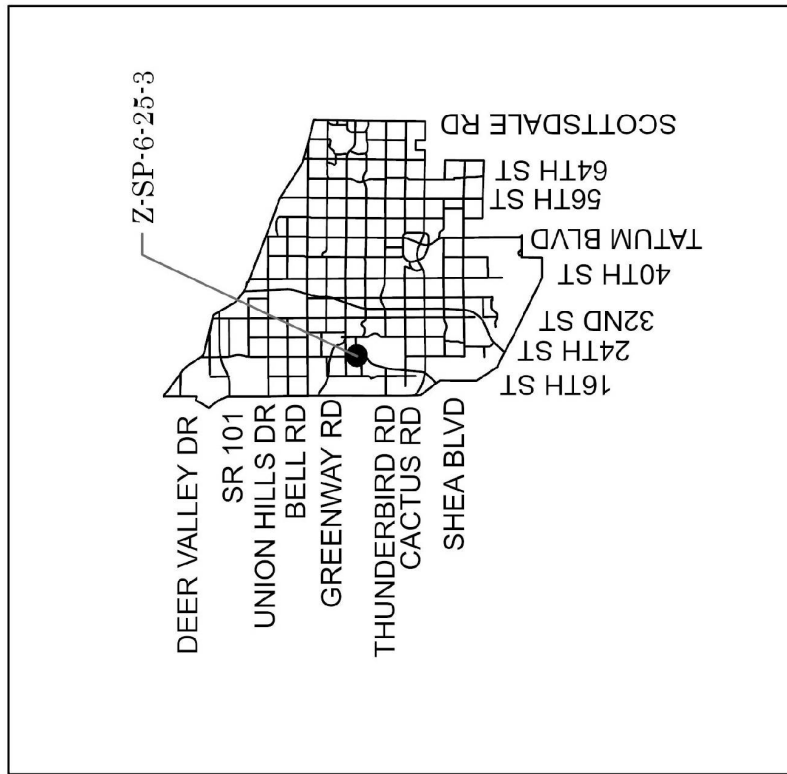 Z-SP-6-25-3
SCOTTSDALE RD
64TH ST
56TH ST
TATUM BLVD
40TH ST
32ND ST
24TH ST
16TH ST
DEER VALLEY DR
SR 101
UNION HILLS DR
BELL RD
GREENWAY RD
THUNDERBIRD RD
CACTUS RD
SHEA BLVD